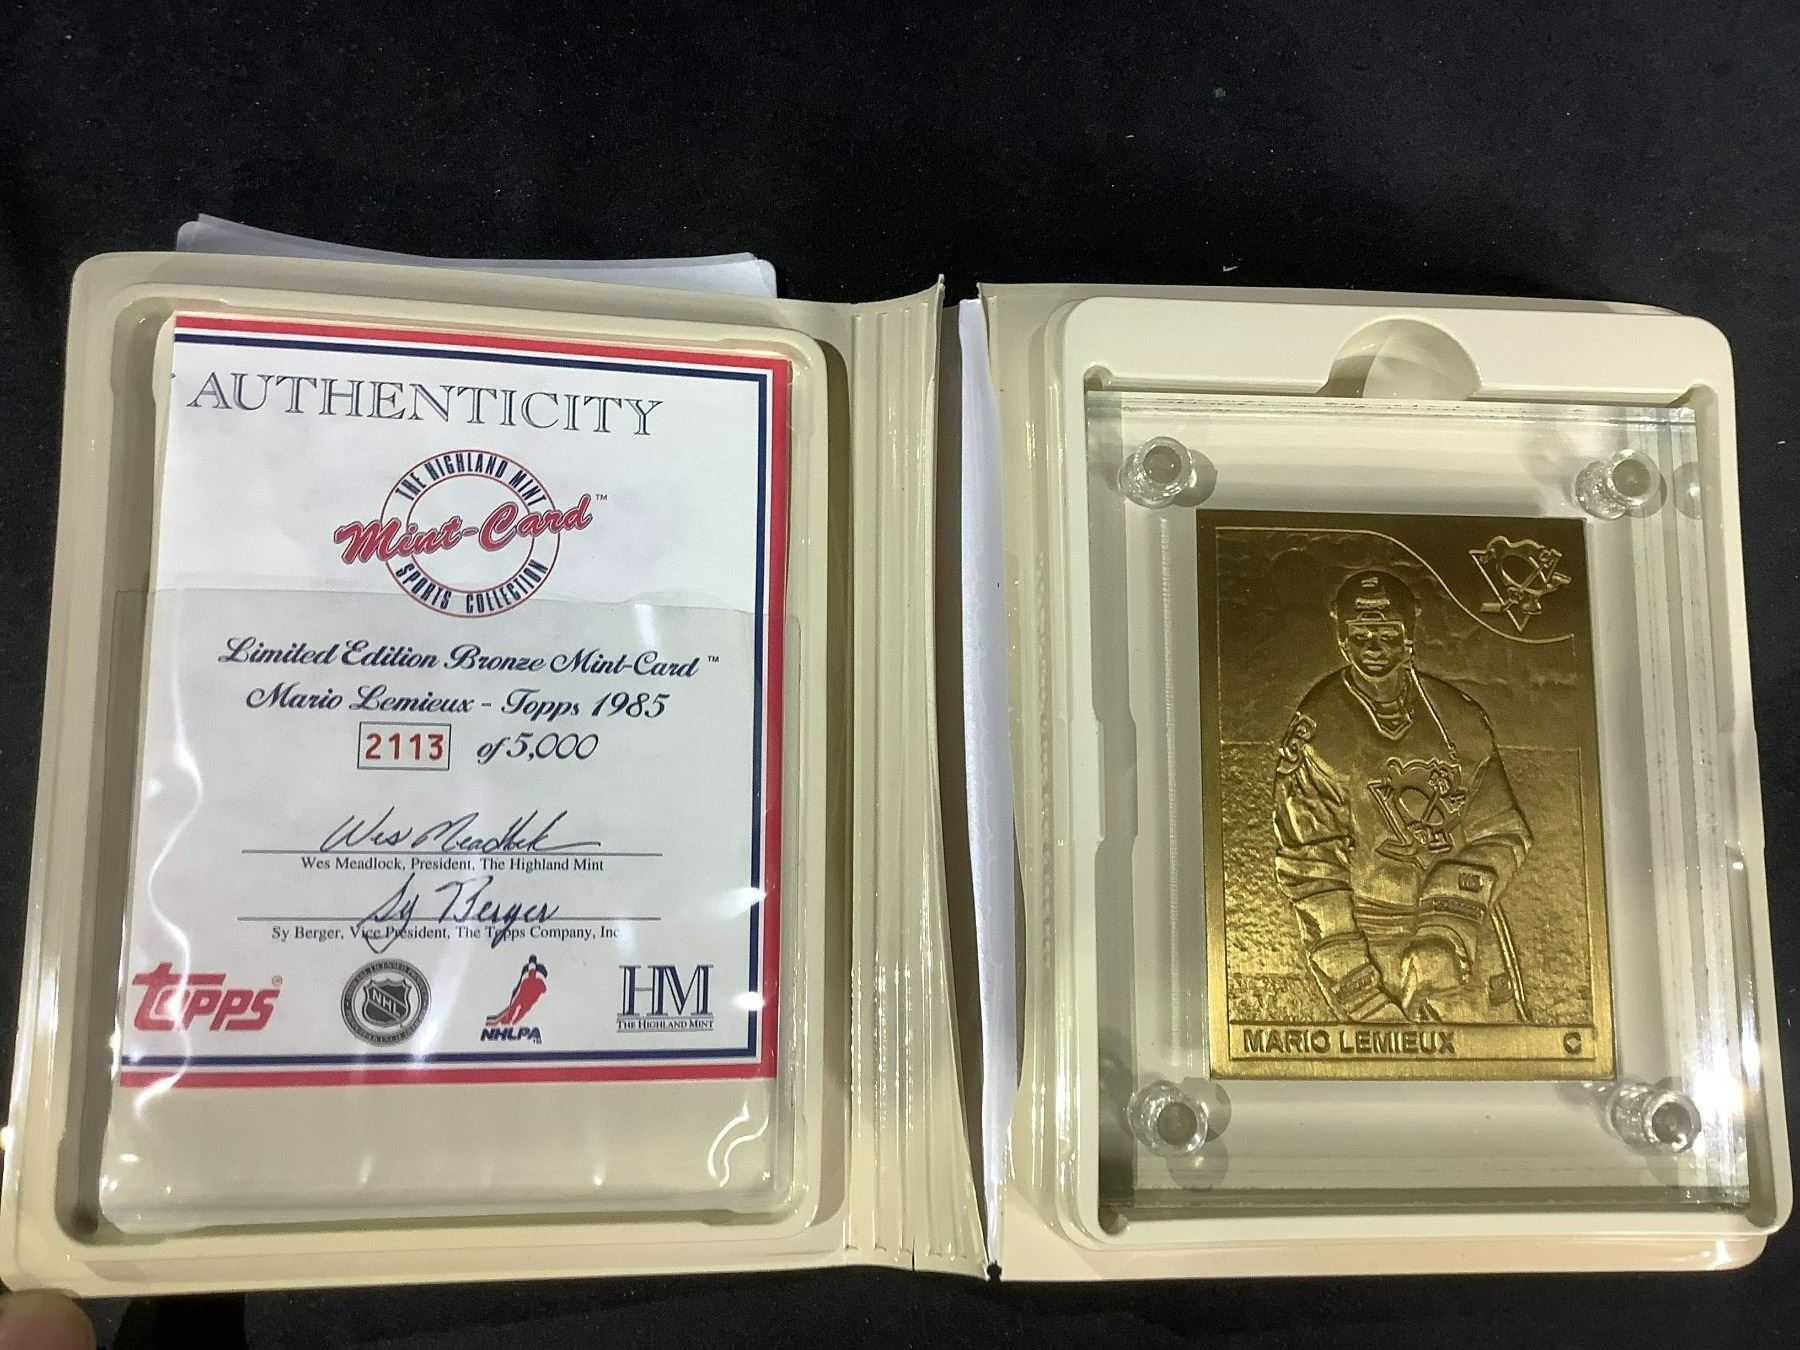 AUTHENTICITY
THE HIGHLAND MINT
Mint-Card™
SPORTS COLLECTION
Limited Edition Bronze Mint-Card™
Mario Lemieux - Topps 1985
2113 of 5,000
Wes Meadlock
Wes Meadlock, President, The Highland Mint
Sy Berger
Sy Berger, Vice President, The Topps Company, Inc
TOPPS®
NHL
NHLPA
HM
THE HIGHLAND MINT
MARIO LEMIEUX C